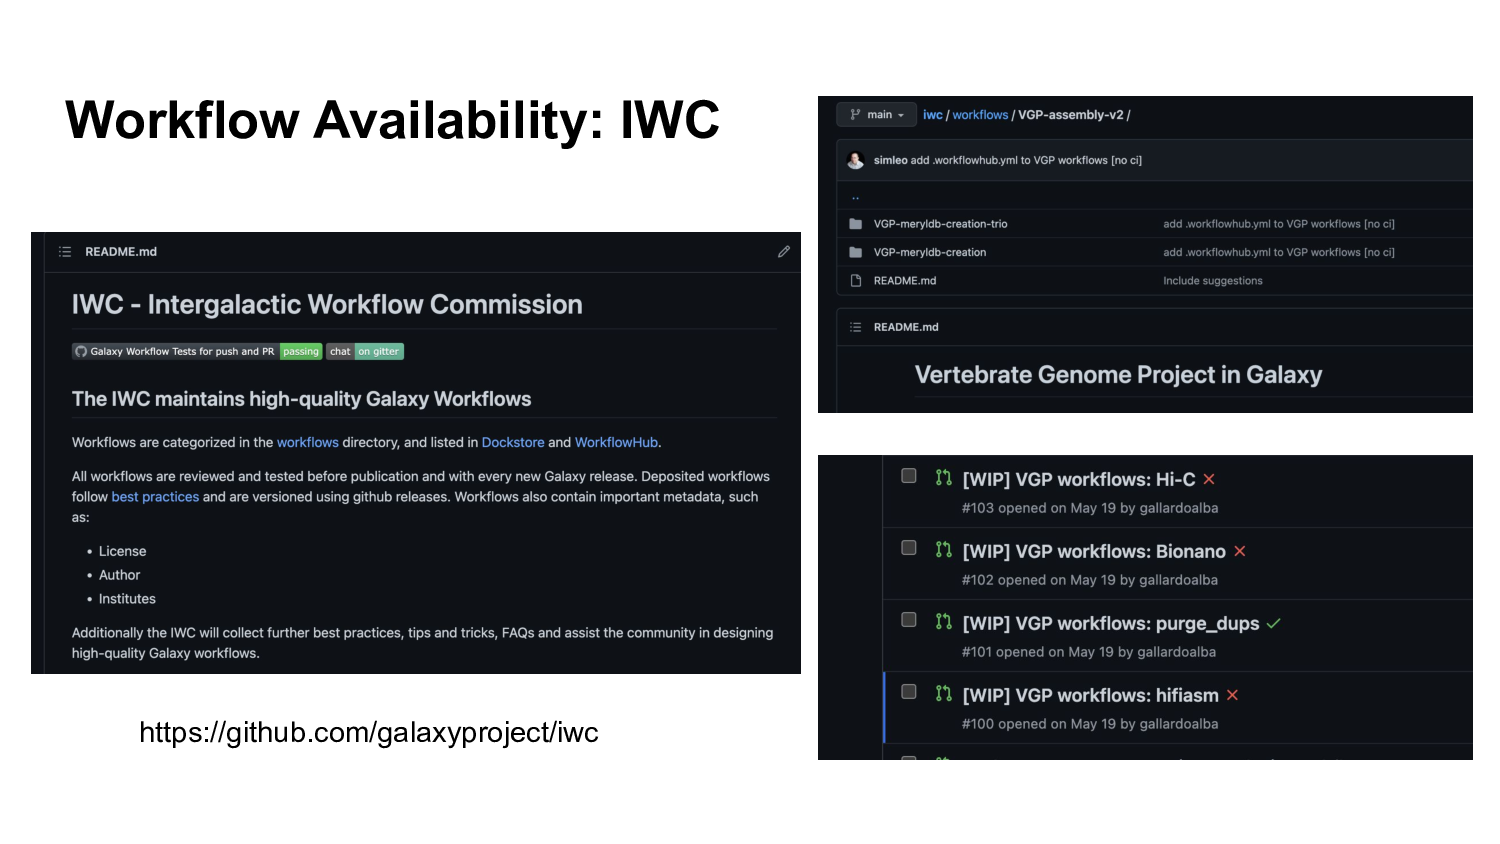 Workflow Availability: IWC
README.md
IWC - Intergalactic Workflow Commission
Galaxy Workflow Tests for push and PR passing chat on gitter
The IWC maintains high-quality Galaxy Workflows
Workflows are categorized in the workflows directory, and listed in Dockstore and WorkflowHub.
All workflows are reviewed and tested before publication and with every new Galaxy release. Deposited workflows
follow best practices and are versioned using github releases. Workflows also contain important metadata, such
as:
• License
• Author
• Institutes
Additionally the IWC will collect further best practices, tips and tricks, FAQs and assist the community in designing
high-quality Galaxy workflows.
https://github.com/galaxyproject/iwc
main iwc / workflows / VGP-assembly-v2 /
simleo add .workflowhub.yml to VGP workflows [no ci]
..
VGP-meryldb-creation-trio add .workflowhub.yml to VGP workflows [no ci]
VGP-meryldb-creation add .workflowhub.yml to VGP workflows [no ci]
README.md Include suggestions
README.md
Vertebrate Genome Project in Galaxy
[WIP] VGP workflows: Hi-C
#103 opened on May 19 by gallardoalba
[WIP] VGP workflows: Bionano
#102 opened on May 19 by gallardoalba
[WIP] VGP workflows: purge_dups
#101 opened on May 19 by gallardoalba
[WIP] VGP workflows: hifiasm
#100 opened on May 19 by gallardoalba